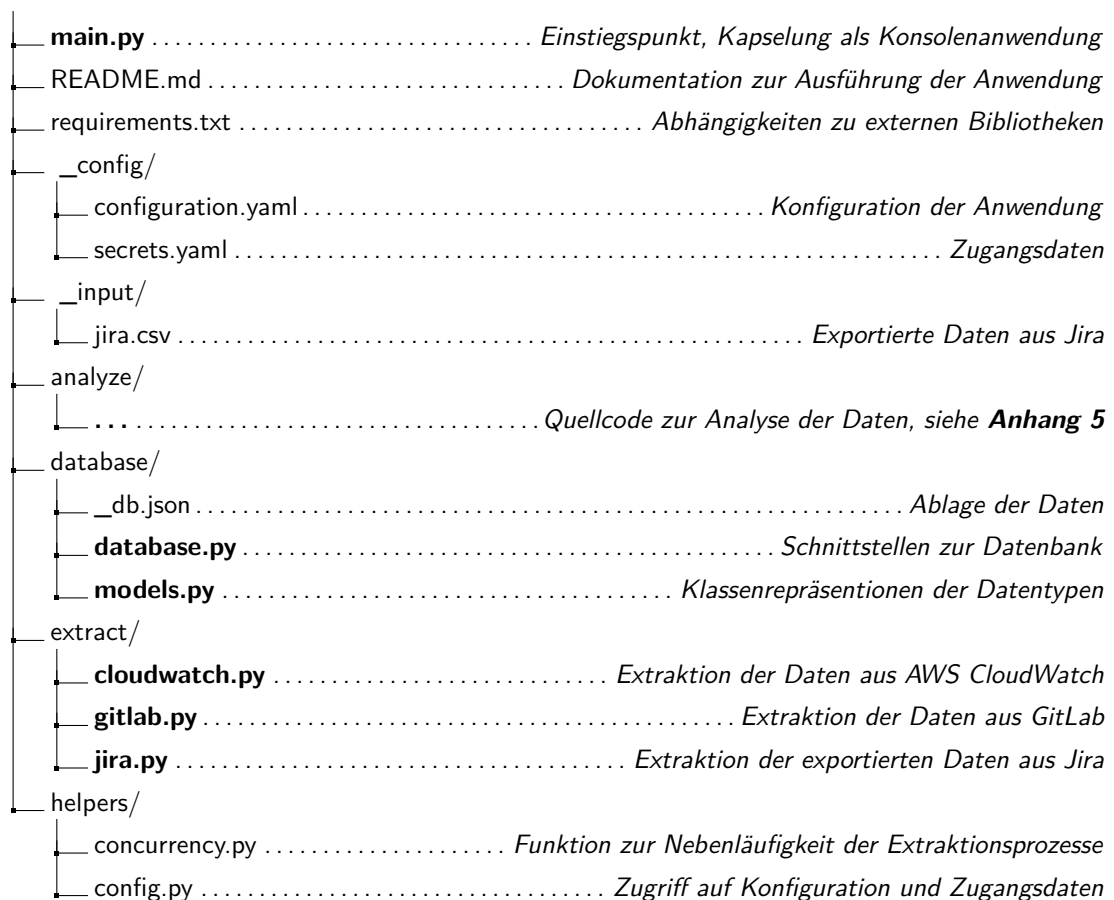 main.py . . . . . . . . . . . . . . . . . . . . . . . . . . . . . . . . . Einstiegspunkt, Kapselung als Konsolenanwendung
README.md . . . . . . . . . . . . . . . . . . . . . . . . . . . . . . . Dokumentation zur Ausführung der Anwendung
requirements.txt . . . . . . . . . . . . . . . . . . . . . . . . . . . . . . . . . . . . Abhängigkeiten zu externen Bibliotheken
_config/
configuration.yaml . . . . . . . . . . . . . . . . . . . . . . . . . . . . . . . . . . . . . . . . Konfiguration der Anwendung
secrets.yaml . . . . . . . . . . . . . . . . . . . . . . . . . . . . . . . . . . . . . . . . . . . . . . . . . . . . . . . . . . . . . Zugangsdaten
_input/
jira.csv . . . . . . . . . . . . . . . . . . . . . . . . . . . . . . . . . . . . . . . . . . . . . . . . . . . . . . Exportierte Daten aus Jira
analyze/
. . . . . . . . . . . . . . . . . . . . . . . . . . . . . . . . . . . . . . Quellcode zur Analyse der Daten, siehe Anhang 5
database/
_db.json . . . . . . . . . . . . . . . . . . . . . . . . . . . . . . . . . . . . . . . . . . . . . . . . . . . . . . . . . . . . . Ablage der Daten
database.py . . . . . . . . . . . . . . . . . . . . . . . . . . . . . . . . . . . . . . . . . . . . . . Schnittstellen zur Datenbank
models.py . . . . . . . . . . . . . . . . . . . . . . . . . . . . . . . . . . . . . . . Klassenrepräsentionen der Datentypen
extract/
cloudwatch.py . . . . . . . . . . . . . . . . . . . . . . . . . . . . . Extraktion der Daten aus AWS CloudWatch
gitlab.py . . . . . . . . . . . . . . . . . . . . . . . . . . . . . . . . . . . . . . . . . . . . . . Extraktion der Daten aus GitLab
jira.py . . . . . . . . . . . . . . . . . . . . . . . . . . . . . . . . . . . . . . . Extraktion der exportierten Daten aus Jira
helpers/
concurrency.py . . . . . . . . . . . . . . . . . . . . . Funktion zur Nebenläufigkeit der Extraktionsprozesse
config.py . . . . . . . . . . . . . . . . . . . . . . . . . . . . . . . . . . . Zugriff auf Konfiguration und Zugangsdaten